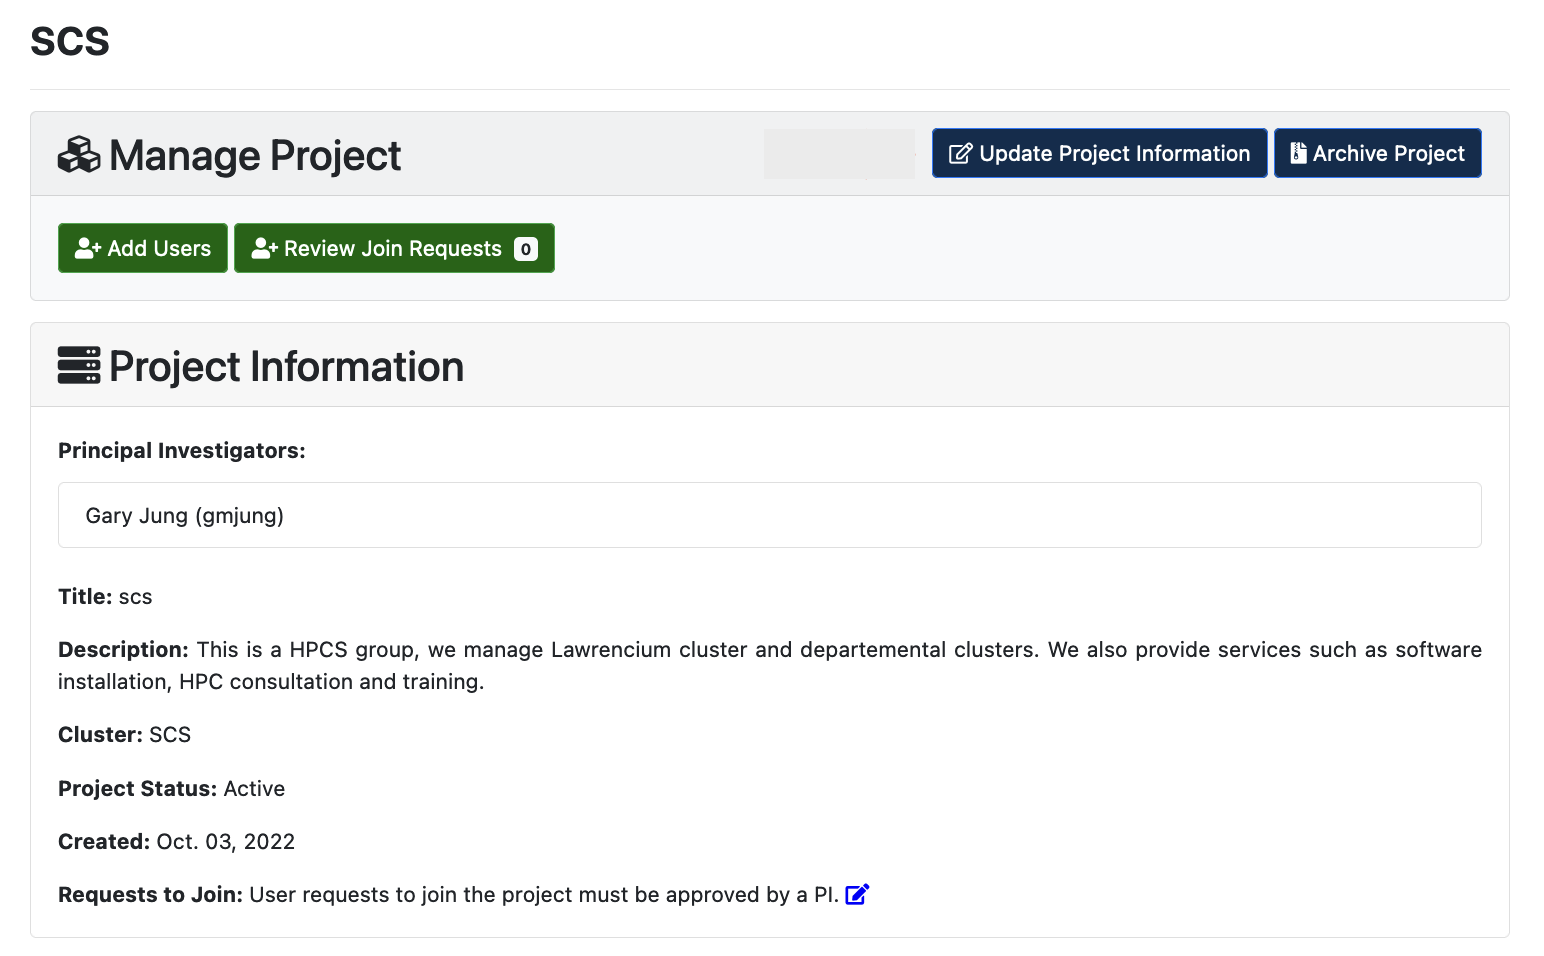 scs
Manage Project
Update Project Information
Archive Project
Add Users
Review Join Requests 0
Project Information
Principal Investigators:
Gary Jung (gmjung)
Title: scs
Description: This is a HPCS group, we manage Lawrencium cluster and departemental clusters. We also provide services such as software
installation, HPC consultation and training.
Cluster: SCS
Project Status: Active
Created: Oct. 03, 2022
Requests to Join: User requests to join the project must be approved by a PI.